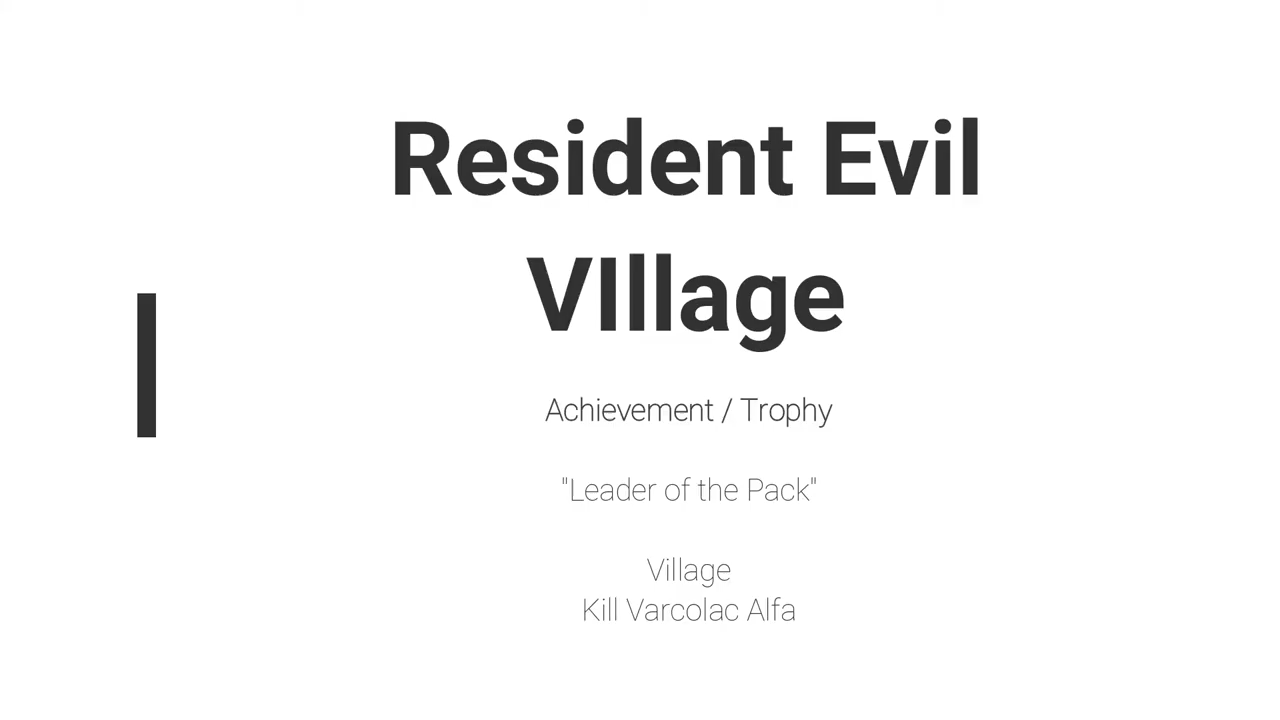 Resident Evil
VIllage
Achievement / Trophy
"Leader of the Pack"
Village
Kill Varcolac Alfa